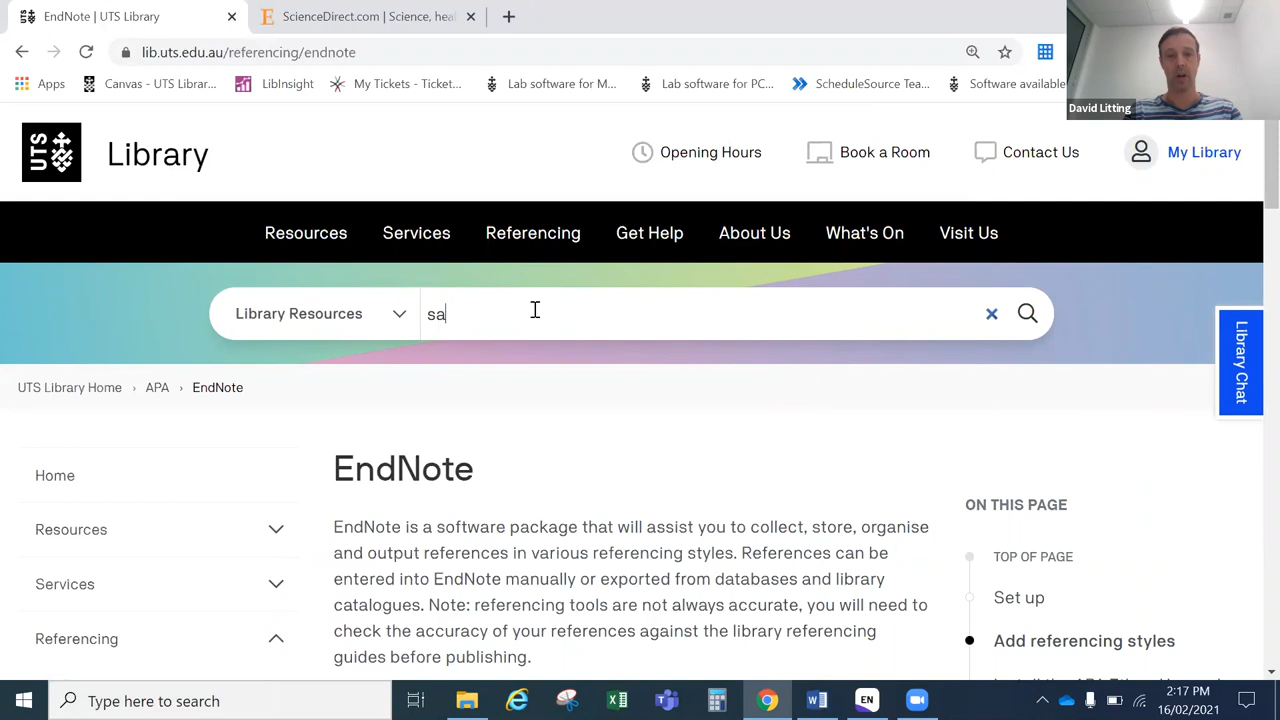 EndNote | UTS Library
ScienceDirect.com | Science, hea
lib.uts.edu.au/referencing/endnote
Apps
Canvas - UTS Librar...
LibInsight
My Tickets - Ticket...
Lab software for M...
Lab software for PC...
ScheduleSource Tea...
Software available
David Litting
UTS
Library
Opening Hours
Book a Room
Contact Us
My Library
Resources
Services
Referencing
Get Help
About Us
What's On
Visit Us
Library Resources
sa
Library Chat
UTS Library Home › APA › EndNote
Home
Resources
Services
Referencing
EndNote
EndNote is a software package that will assist you to collect, store, organise
and output references in various referencing styles. References can be
entered into EndNote manually or exported from databases and library
catalogues. Note: referencing tools are not always accurate, you will need to
check the accuracy of your references against the library referencing
guides before publishing.
ON THIS PAGE
TOP OF PAGE
Set up
Add referencing styles
Type here to search
EN
2:17 PM
16/02/2021